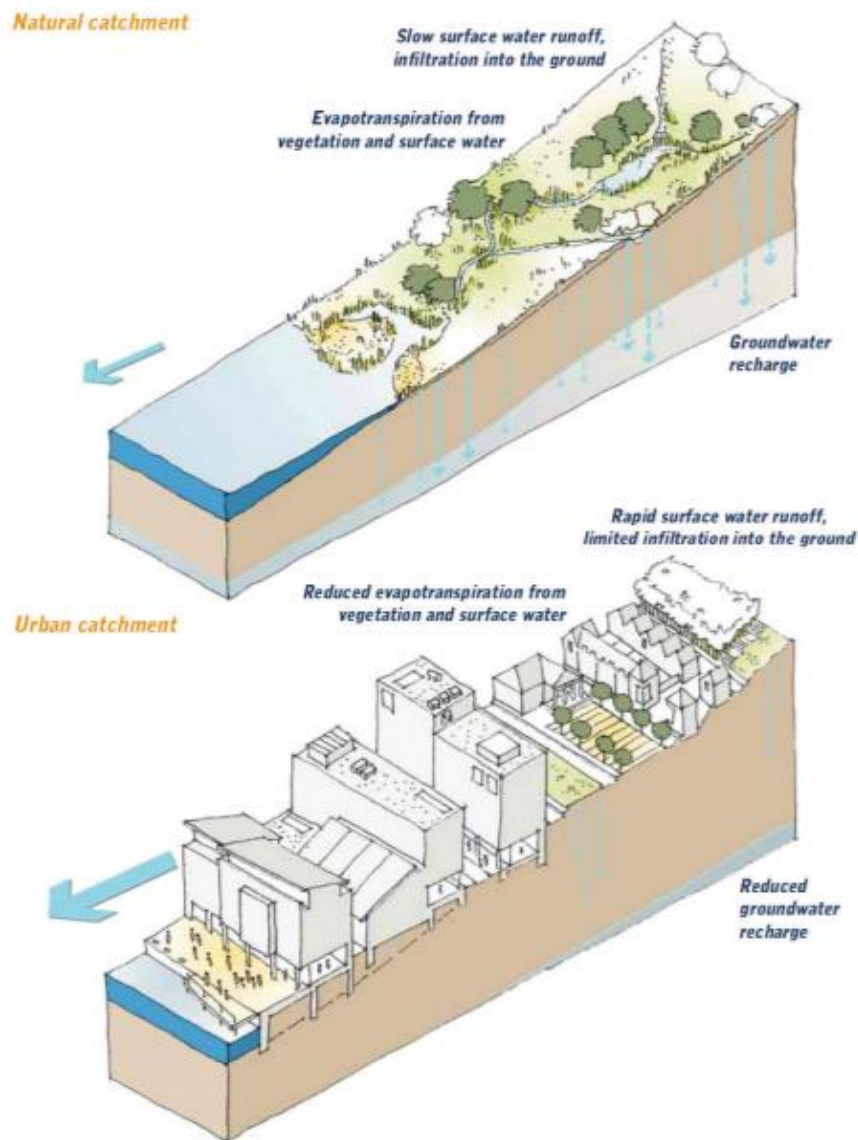 Natural catchment
Slow surface water runoff,
infiltration into the ground
Evapotranspiration from
vegetation and surface water
Groundwater
recharge
Rapid surface water runoff,
limited infiltration into the ground
Reduced evapotranspiration from
vegetation and surface water
Urban catchment
Reduced
groundwater
recharge